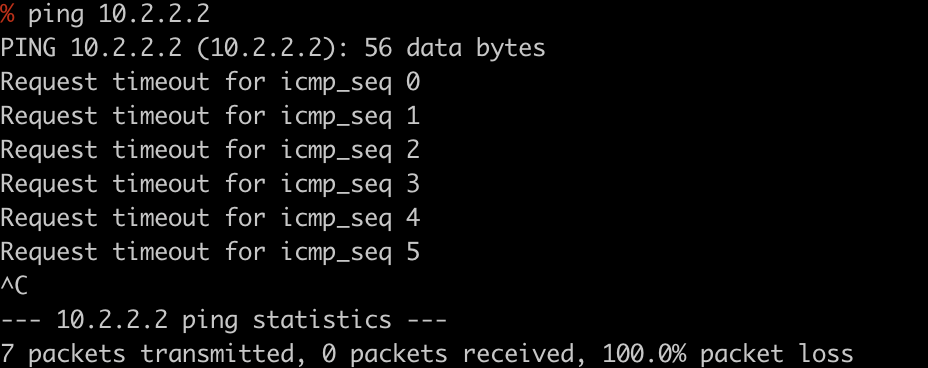 % ping 10.2.2.2
PING 10.2.2.2 (10.2.2.2): 56 data bytes
Request timeout for icmp_seq 0
Request timeout for icmp_seq 1
Request timeout for icmp_seq 2
Request timeout for icmp_seq 3
Request timeout for icmp_seq 4
Request timeout for icmp_seq 5
^C
--- 10.2.2.2 ping statistics ---
7 packets transmitted, 0 packets received, 100.0% packet loss